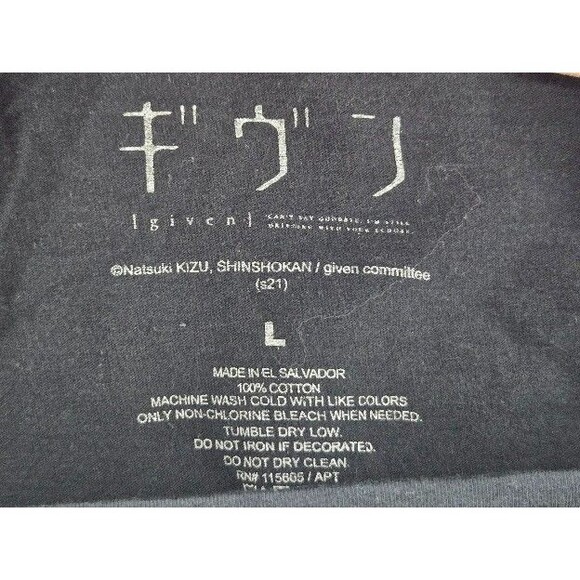 ギヴン
[given]
"CAN'T SAY GOODBYE, I'M STILL
DRIFTING WITH YOUR ECHOES.
©Natsuki KIZU, SHINSHOKAN / given committee
(s21)
L
MADE IN EL SALVADOR
100% COTTON
MACHINE WASH COLD WITH LIKE COLORS
ONLY NON-CHLORINE BLEACH WHEN NEEDED.
TUMBLE DRY LOW.
DO NOT IRON IF DECORATED.
DO NOT DRY CLEAN.
RN# 115605 / APT